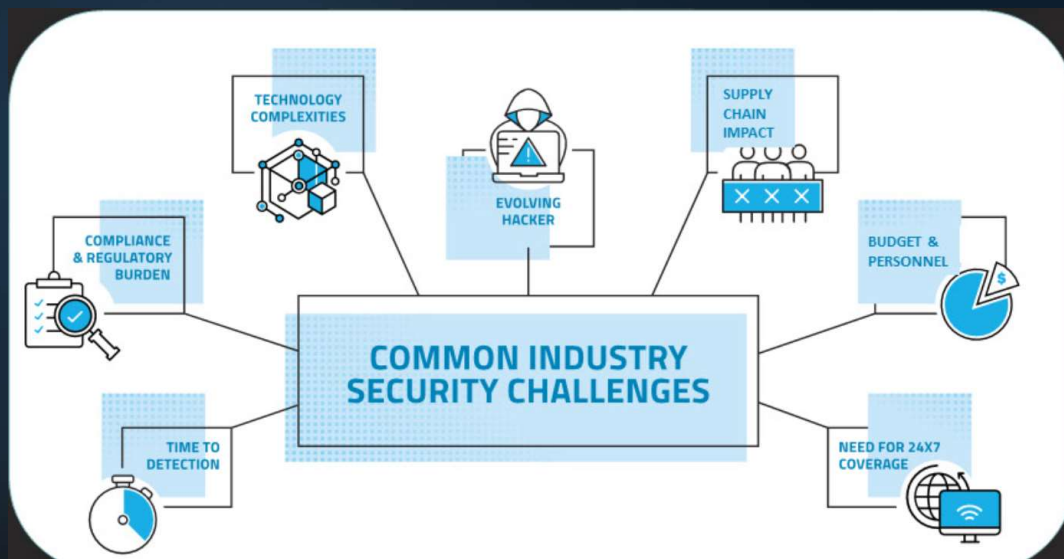 TECHNOLOGY
COMPLEXITIES
EVOLVING
HACKER
SUPPLY
CHAIN
IMPACT
COMPLIANCE
& REGULATORY
BURDEN
BUDGET &
PERSONNEL
$
COMMON INDUSTRY
SECURITY CHALLENGES
TIME TO
DETECTION
NEED FOR 24X7
COVERAGE